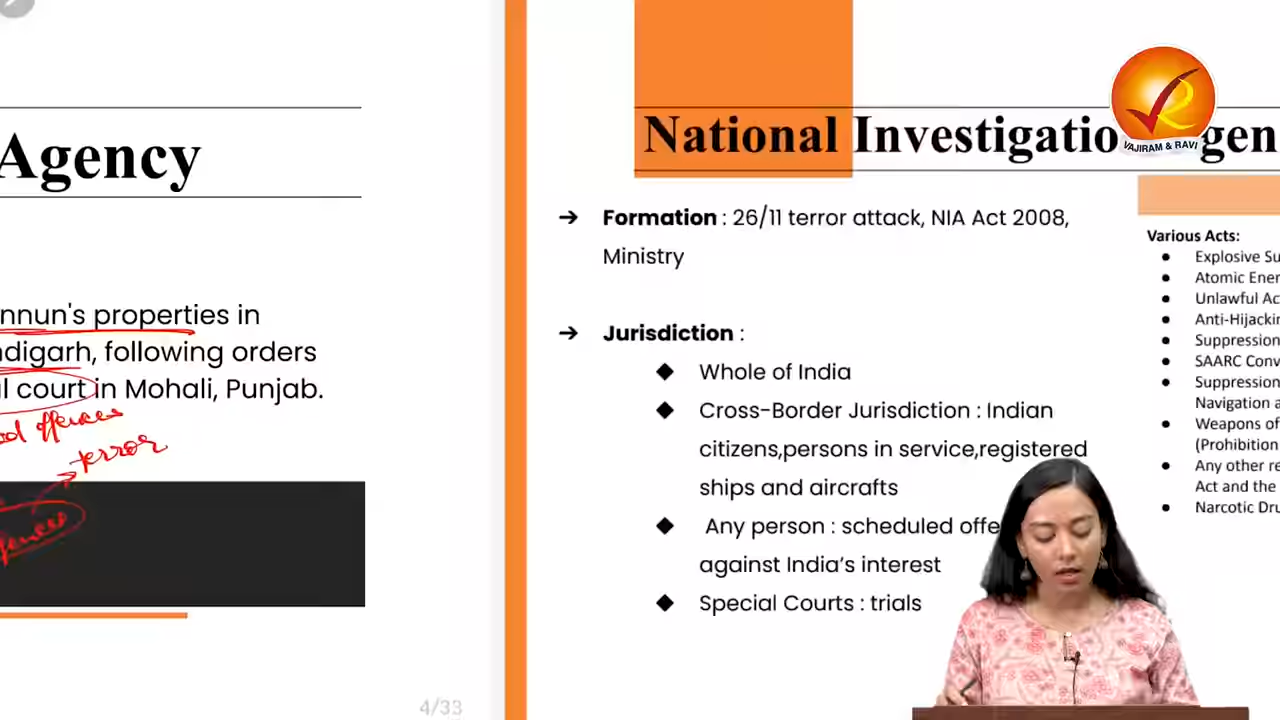 Agency
nnun's properties in
ndigarh, following orders
l court in Mohali, Punjab.
offences
terror
4/33
National Investigatio gen
VAJIRAM & RAVI
→ Formation : 26/11 terror attack, NIA Act 2008,
Ministry
→ Jurisdiction :
◆ Whole of India
◆ Cross-Border Jurisdiction : Indian
citizens,persons in service,registered
ships and aircrafts
◆ Any person : scheduled offe
against India's interest
◆ Special Courts : trials
Various Acts:
● Explosive Su
● Atomic Ener
● Unlawful Ac
● Anti-Hijackin
● Suppression
● SAARC Conv
● Suppression
Navigation a
● Weapons of
(Prohibition
● Any other re
Act and the
● Narcotic Dru